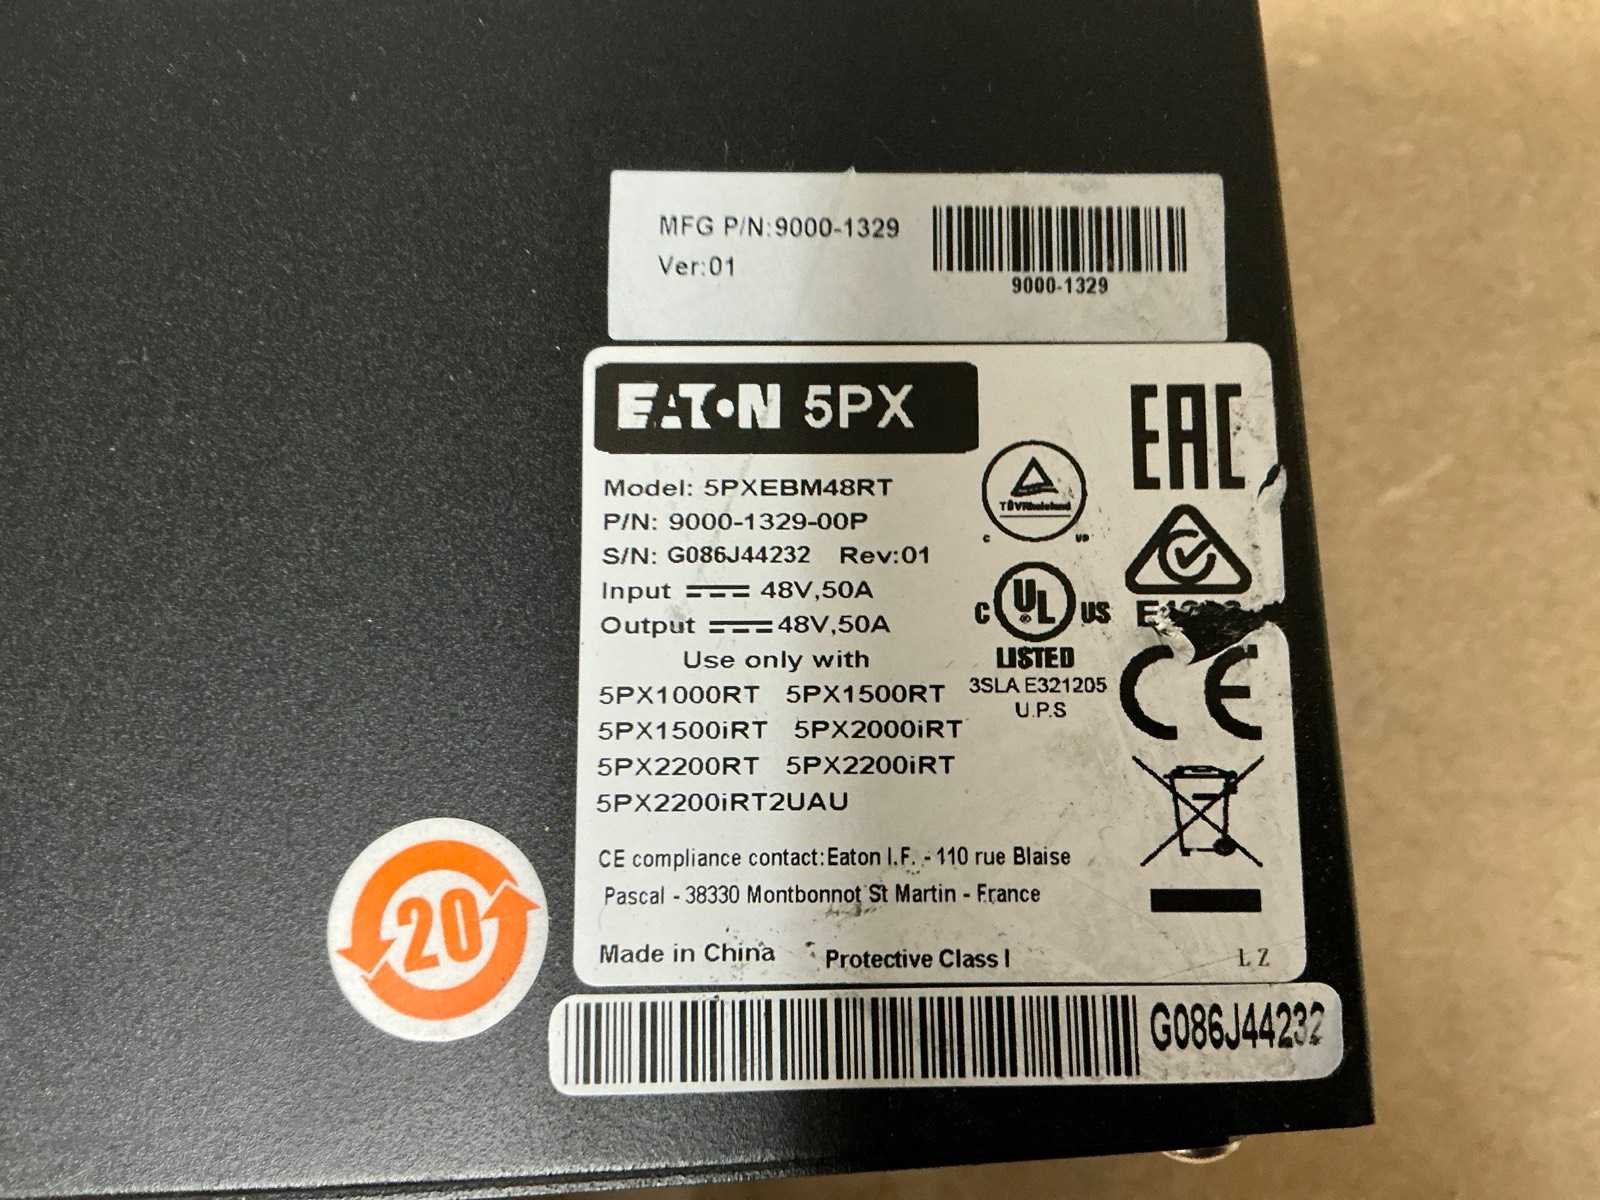 MFG P/N:9000-1329
Ver:01
9000-1329
EATON 5PX
Model: 5PXEBM48RT
P/N: 9000-1329-00P
S/N: G086J44232 Rev:01
Input 48V,50A
Output 48V,50A
Use only with
5PX1000RT 5PX1500RT
5PX1500iRT 5PX2000iRT
5PX2200RT 5PX2200iRT
5PX2200iRT2UAU
CE compliance contact:Eaton I.F. - 110 rue Blaise
Pascal - 38330 Montbonnot St Martin - France
Made in China Protective Class I
TÜVRheinland
C US
C UL US
®
LISTED
3SLA E321205
U.P.S
EAC
CE
L Z
20
G086J44232